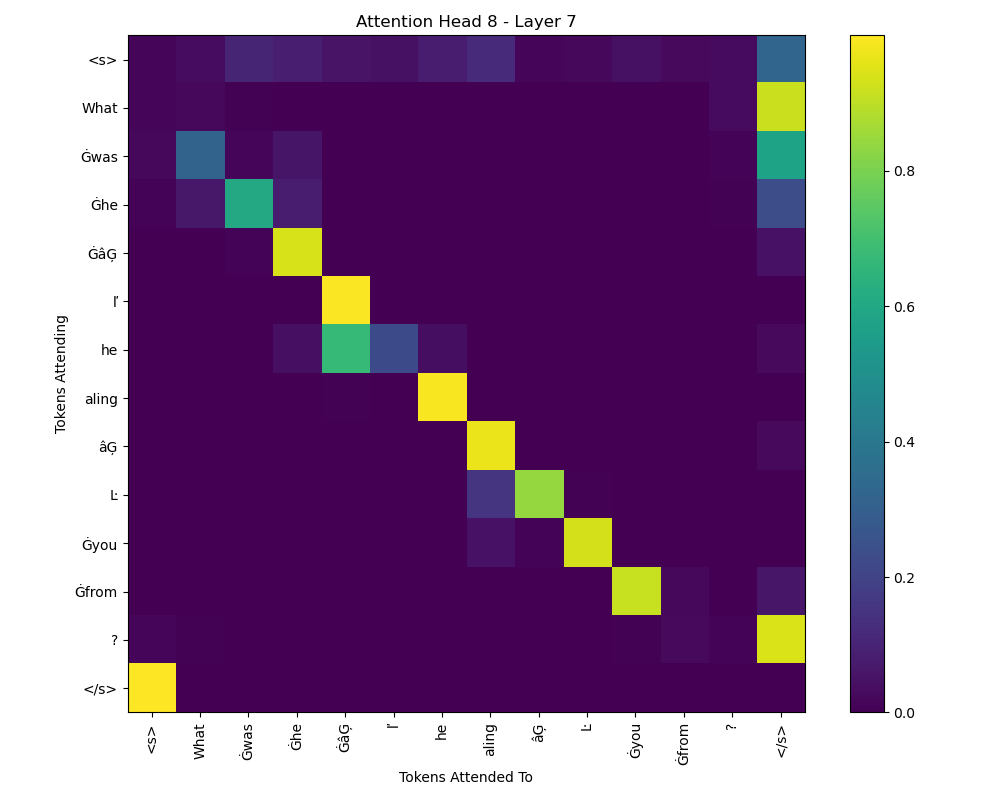 Attention Head 8 - Layer 7
Tokens Attending
<s>
What
Ġwas
Ġhe
ĠâĢ
ľ
he
aling
âĢ
Ŀ
Ġyou
Ġfrom
?
</s>
<s>
What
Ġwas
Ġhe
ĠâĢ
ľ
he
aling
âĢ
Ŀ
Ġyou
Ġfrom
?
</s>
Tokens Attended To
0.8
0.6
0.4
0.2
0.0